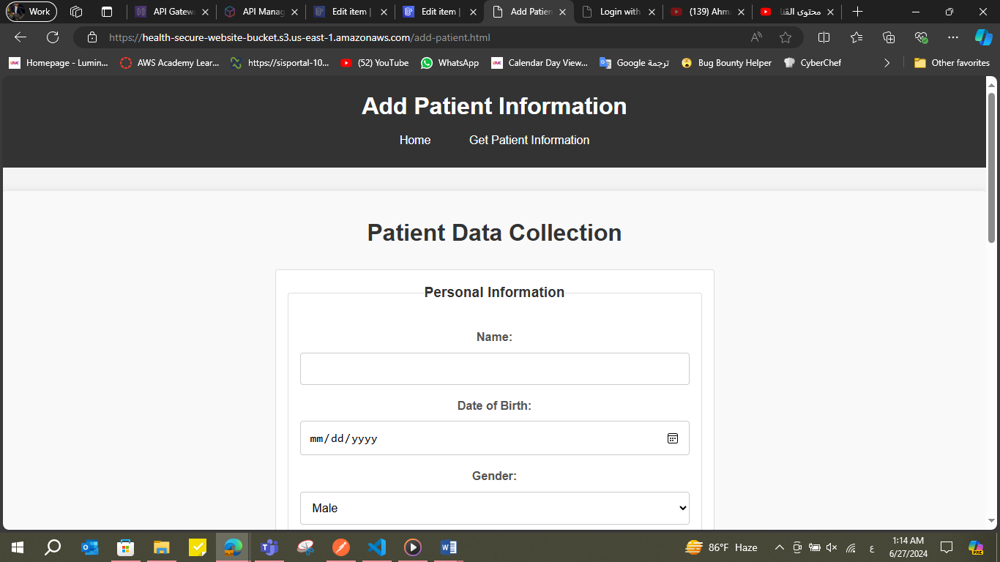 Work
API Gatew
API Manag
Edit item |
Edit item |
Add Patien
Login with
(139) Ahma
محتوى القنا
https://health-secure-website-bucket.s3.us-east-1.amazonaws.com/add-patient.html
Homepage - Lumin...
AWS Academy Lear...
https://sisportal-10...
(52) YouTube
WhatsApp
Calendar Day View...
ترجمة Google
Bug Bounty Helper
CyberChef
Other favorites
Add Patient Information
Home
Get Patient Information
Patient Data Collection
Personal Information
Name:
Date of Birth:
mm/dd/yyyy
Gender:
Male
86°F Haze
ع
1:14 AM
6/27/2024